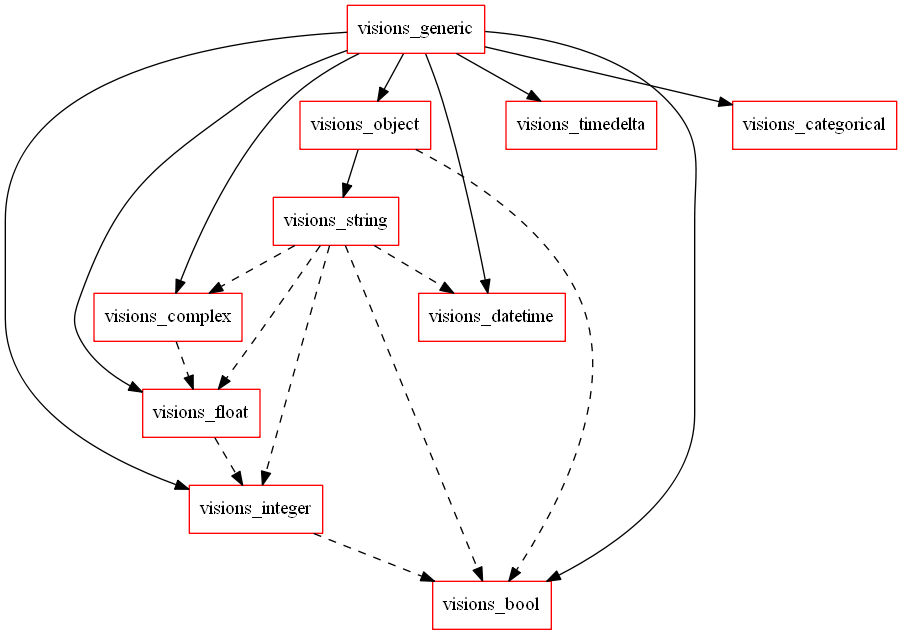 visions_generic
visions_object
visions_timedelta
visions_categorical
visions_string
visions_complex
visions_datetime
visions_float
visions_integer
visions_bool